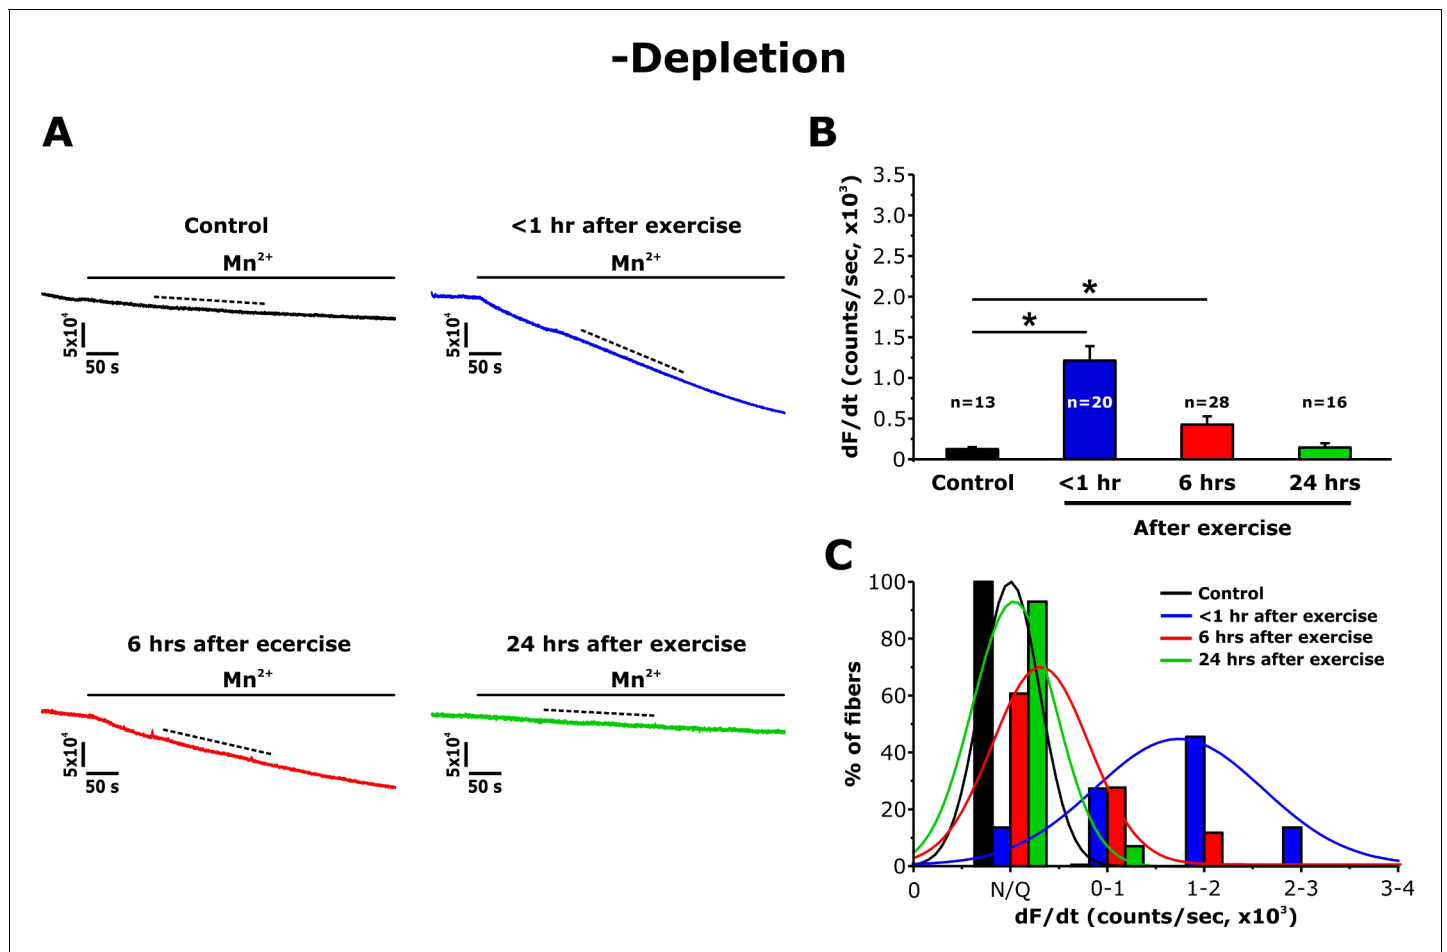 -Depletion
A
Control
Mn2+
5x104
50 s
<1 hr after exercise
Mn2+
5x104
50 s
6 hrs after ecercise
Mn2+
5x104
50 s
24 hrs after exercise
Mn2+
5x104
50 s
B
dF/dt (counts/sec, x103)
3.5
3.0
2.5
2.0
1.5
1.0
0.5
0
*
*
n=13
n=20
n=28
n=16
Control
<1 hr
6 hrs
24 hrs
After exercise
C
% of fibers
100
80
60
40
20
0
Control
<1 hr after exercise
6 hrs after exercise
24 hrs after exercise
0
N/Q
0-1
1-2
2-3
3-4
dF/dt (counts/sec, x103)